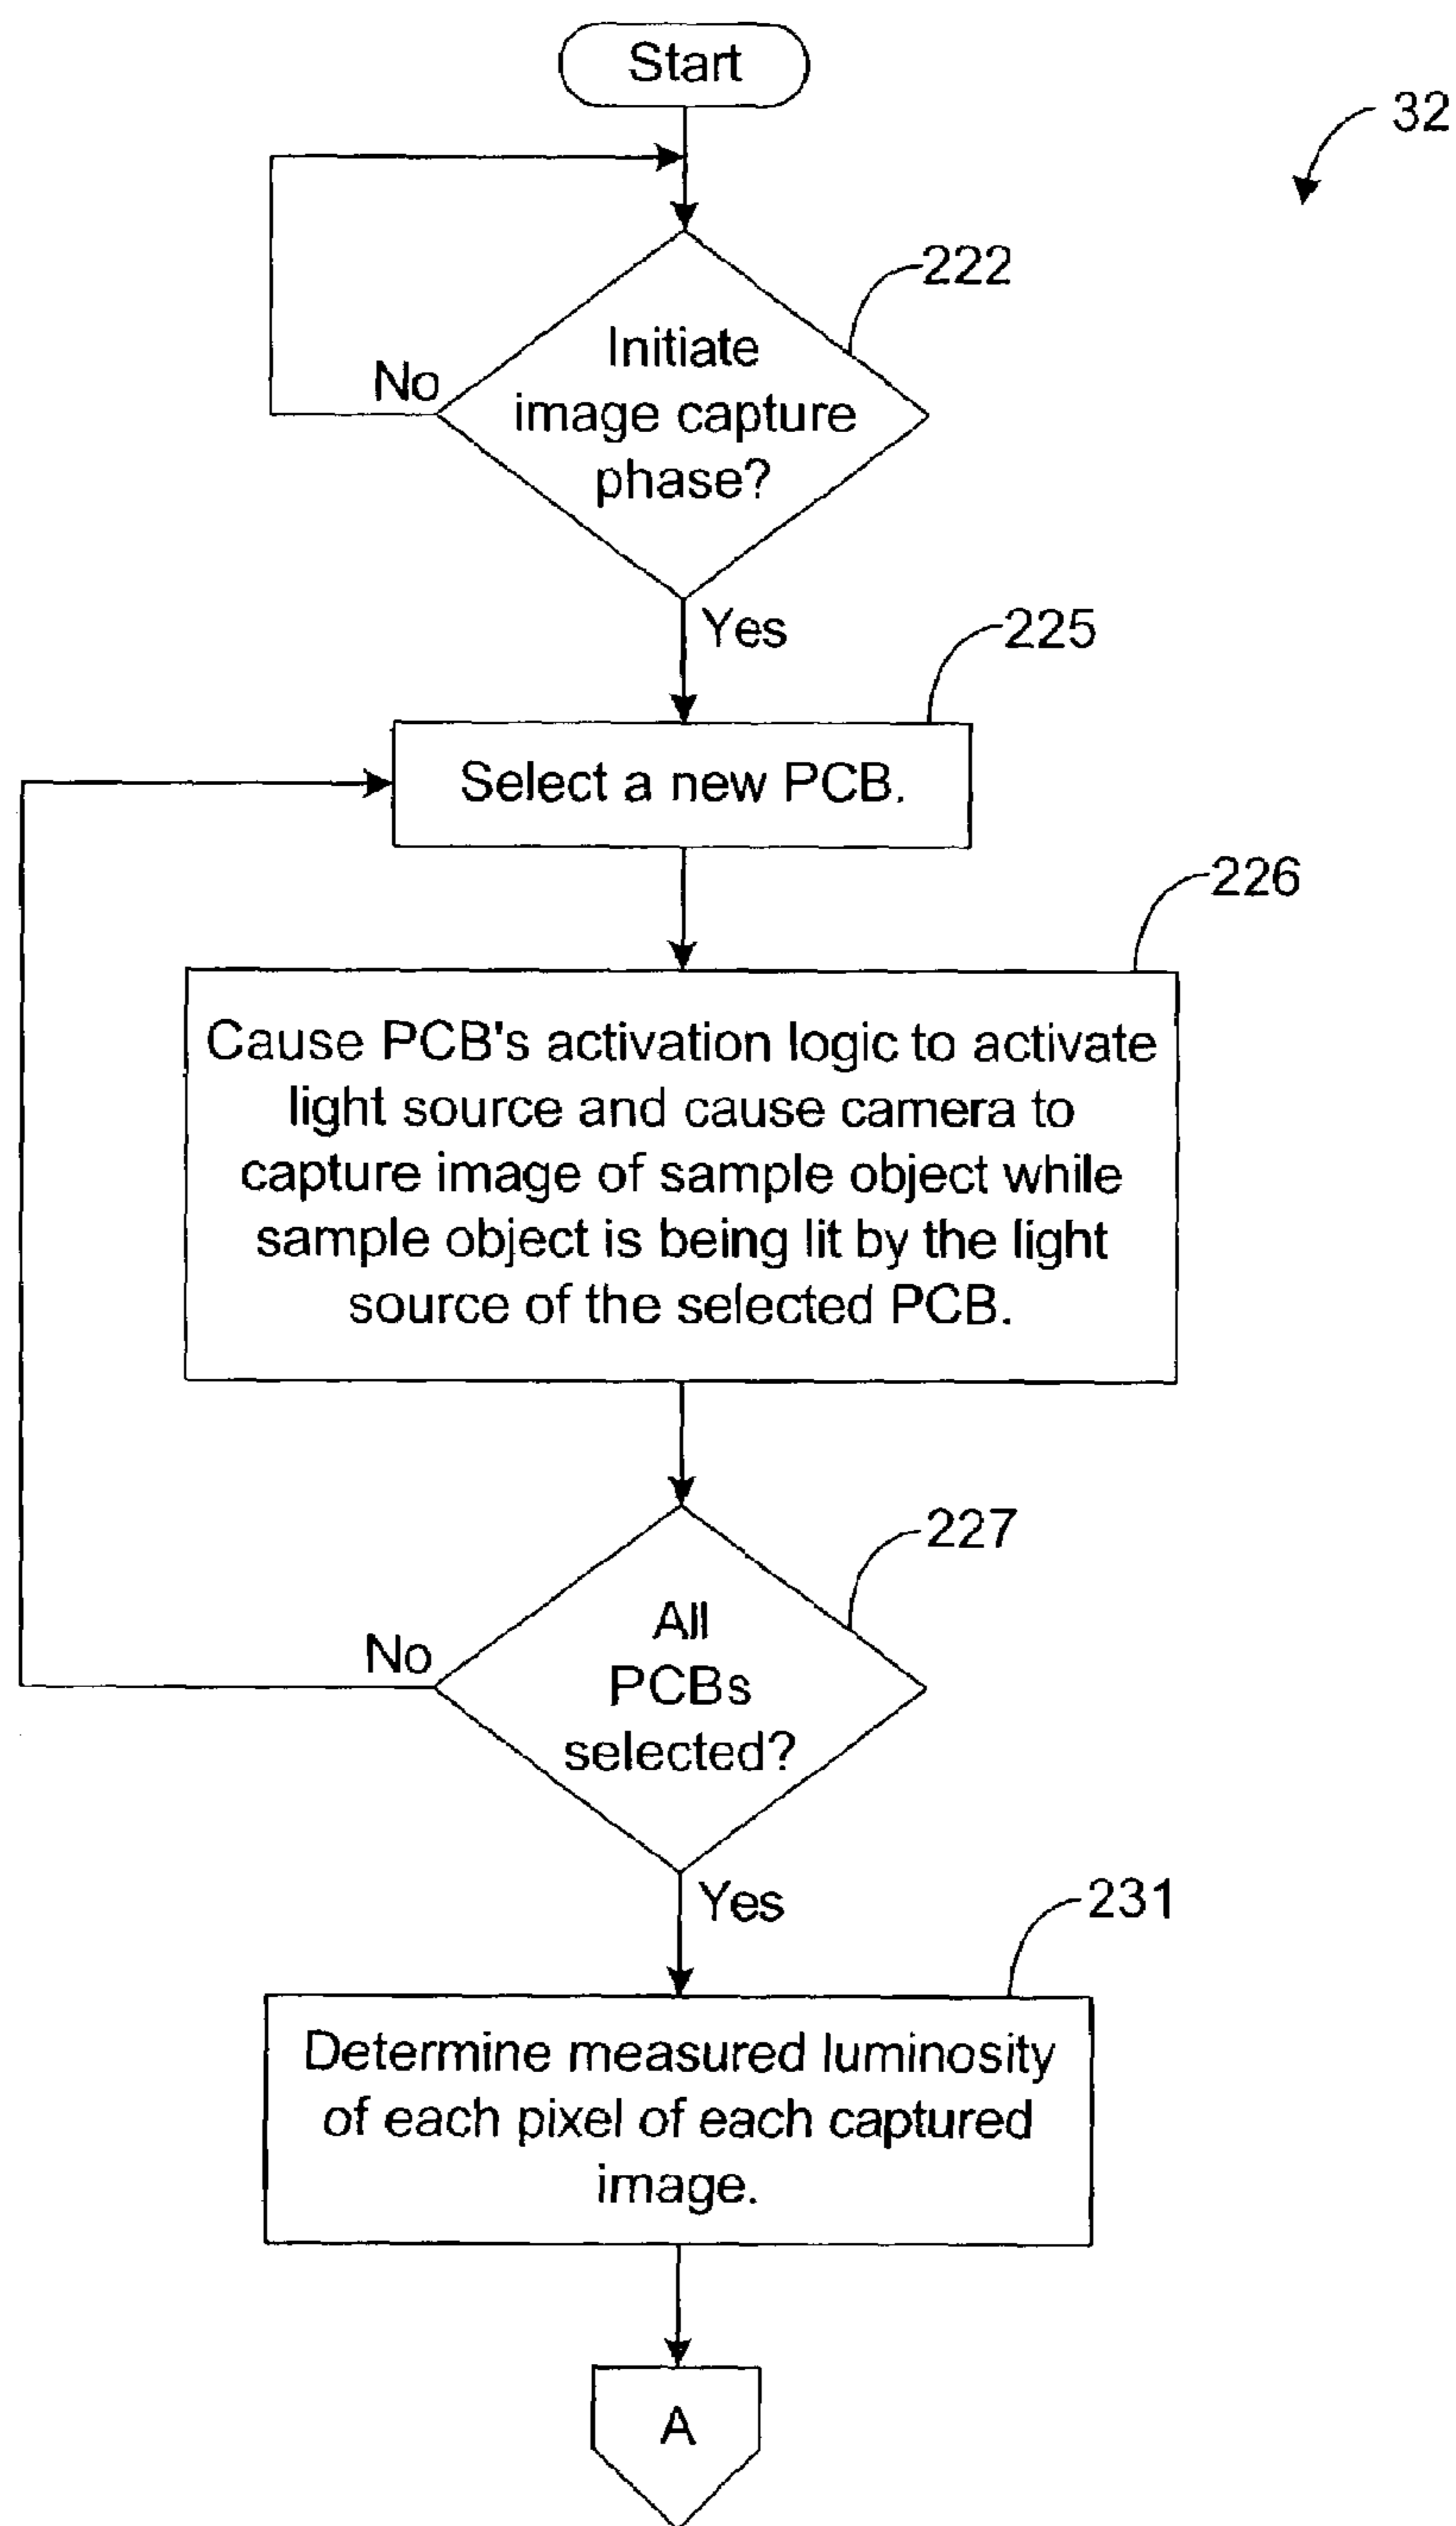 Start
32
222
Initiate
image capture
phase?
No
Yes
225
Select a new PCB.
226
Cause PCB's activation logic to activate
light source and cause camera to
capture image of sample object while
sample object is being lit by the light
source of the selected PCB.
227
All
PCBs
selected?
No
Yes
231
Determine measured luminosity
of each pixel of each captured
image.
A